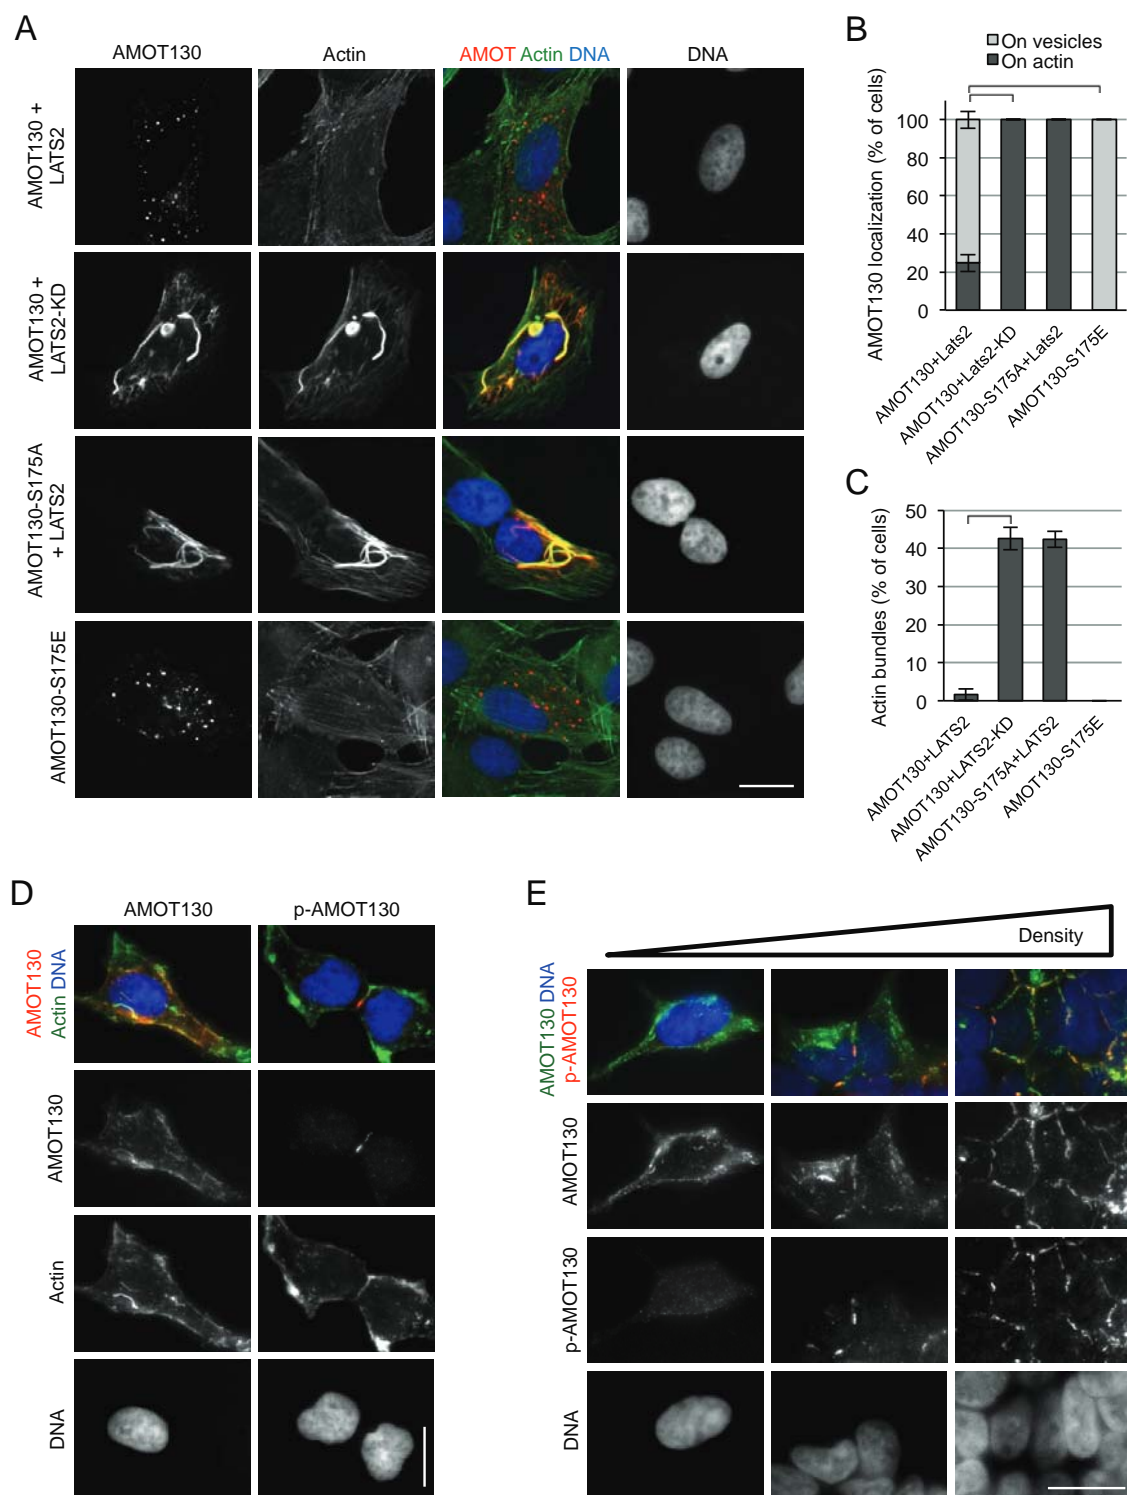 A
AMOT130
Actin
AMOT Actin DNA
DNA
AMOT130 +
LATS2
AMOT130 +
LATS2-KD
AMOT130-S175A
+ LATS2
AMOT130-S175E
B
On vesicles
On actin
AMOT130 localization (% of cells)
100
80
60
40
20
0
AMOT130+Lats2
AMOT130+Lats2-KD
AMOT130-S175A+Lats2
AMOT130-S175E
C
Actin bundles (% of cells)
50
40
30
20
10
0
AMOT130+LATS2
AMOT130+LATS2-KD
AMOT130-S175A+LATS2
AMOT130-S175E
D
AMOT130
p-AMOT130
AMOT130
Actin DNA
AMOT130
Actin
DNA
E
Density
AMOT130 DNA
p-AMOT130
AMOT130
p-AMOT130
DNA